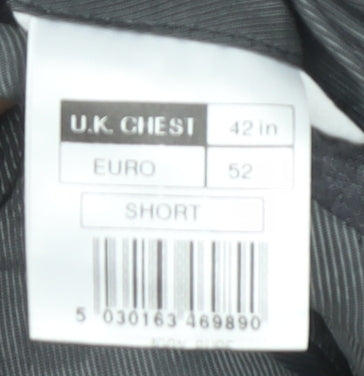 U.K. CHEST 42 in
EURO 52
SHORT
5 030163 469890